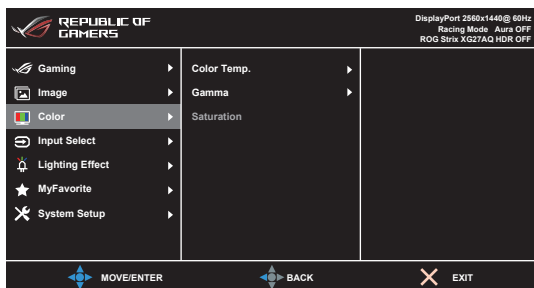 REPUBLIC OF
GAMERS
DisplayPort 2560x1440@ 60Hz
Racing Mode Aura OFF
ROG Strix XG27AQ HDR OFF
Gaming
Color Temp.
Image
Gamma
Color
Saturation
Input Select
Lighting Effect
MyFavorite
System Setup
MOVE/ENTER
BACK
EXIT